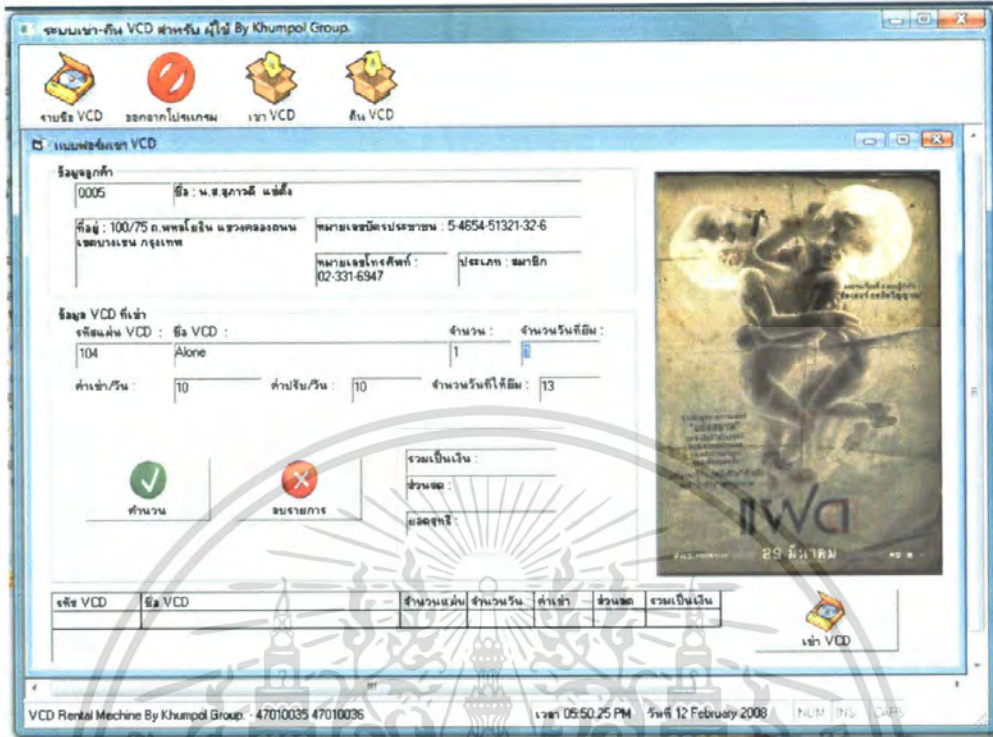 ระบบเช่า-คืน VCD สำหรับ ผู้ใช้ By Khumpol Group.
รายชื่อ VCD
ออกจากโปรแกรม
เช่า VCD
คืน VCD
แบบฟอร์มเช่า VCD
ข้อมูลลูกค้า
0005
ชื่อ : น.ส.สุภาวดี แซ่ตั้ง
ที่อยู่ : 100/75 ถ.พหลโยธิน แขวงคลองถนน
เขตบางเขน กรุงเทพ
หมายเลขบัตรประชาชน : 5-4654-51321-32-6
หมายเลขโทรศัพท์ :
02-331-6947
ประเภท : สมาชิก
ข้อมูล VCD ที่เช่า
รหัสแผ่น VCD : ชื่อ VCD : จำนวน : จำนวนวันที่ยืม :
104 Alone 1
ค่าเช่า/วัน : 10 ค่าปรับ/วัน : 10 จำนวนวันที่ให้ยืม : 13
รวมเป็นเงิน :
ส่วนลด :
ยอดสุทธิ :
คำนวน
ลบรายการ
แฝด
29 มีนาคม
รหัส VCD ชื่อ VCD จำนวนแผ่น จำนวนวัน ค่าเช่า ส่วนลด รวมเป็นเงิน
เช่า VCD
VCD Rental Mechine By Khumpol Group. - 47010035 47010036 เวลา 05:50:25 PM วันที่ 12 February 2008 NUM INS CAPS